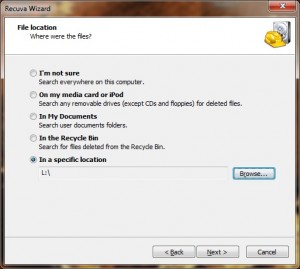 Recuva Wizard
File location
Where were the files?
I'm not sure
Search everywhere on this computer.
On my media card or iPod
Search any removable drives (except CDs and floppies) for deleted files.
In My Documents
Search user documents folders.
In the Recycle Bin
Search for files deleted from the Recycle Bin.
In a specific location
L:\
Browse...
< Back Next > Cancel